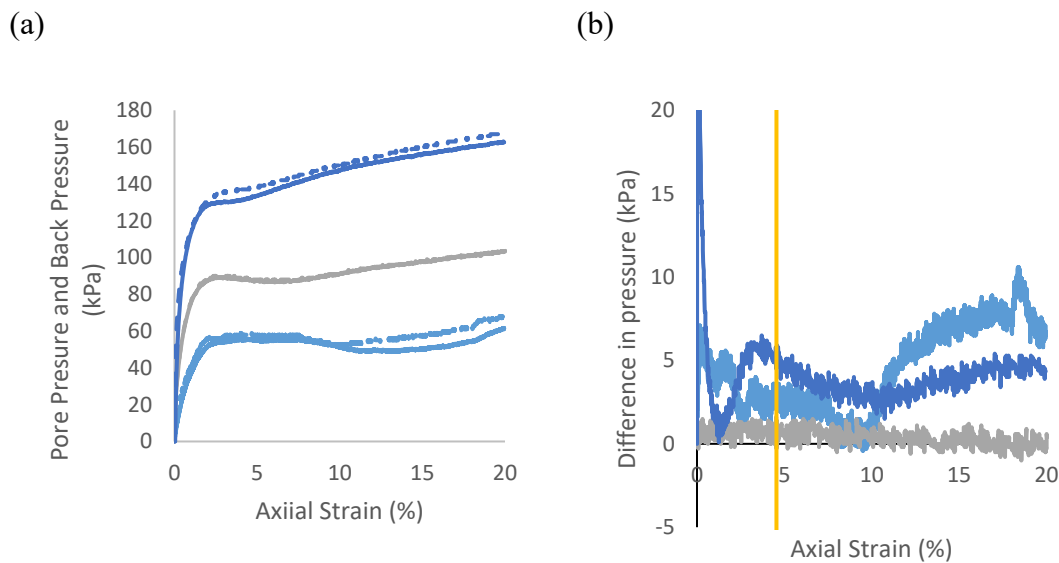 (a)
(b)
Pore Pressure and Back Pressure
(kPa)
180
160
140
120
100
80
60
40
20
0
0 5 10 15 20
Axiial Strain (%)
Difference in pressure (kPa)
20
15
10
5
0
-5
0 5 10 15 20
Axial Strain (%)